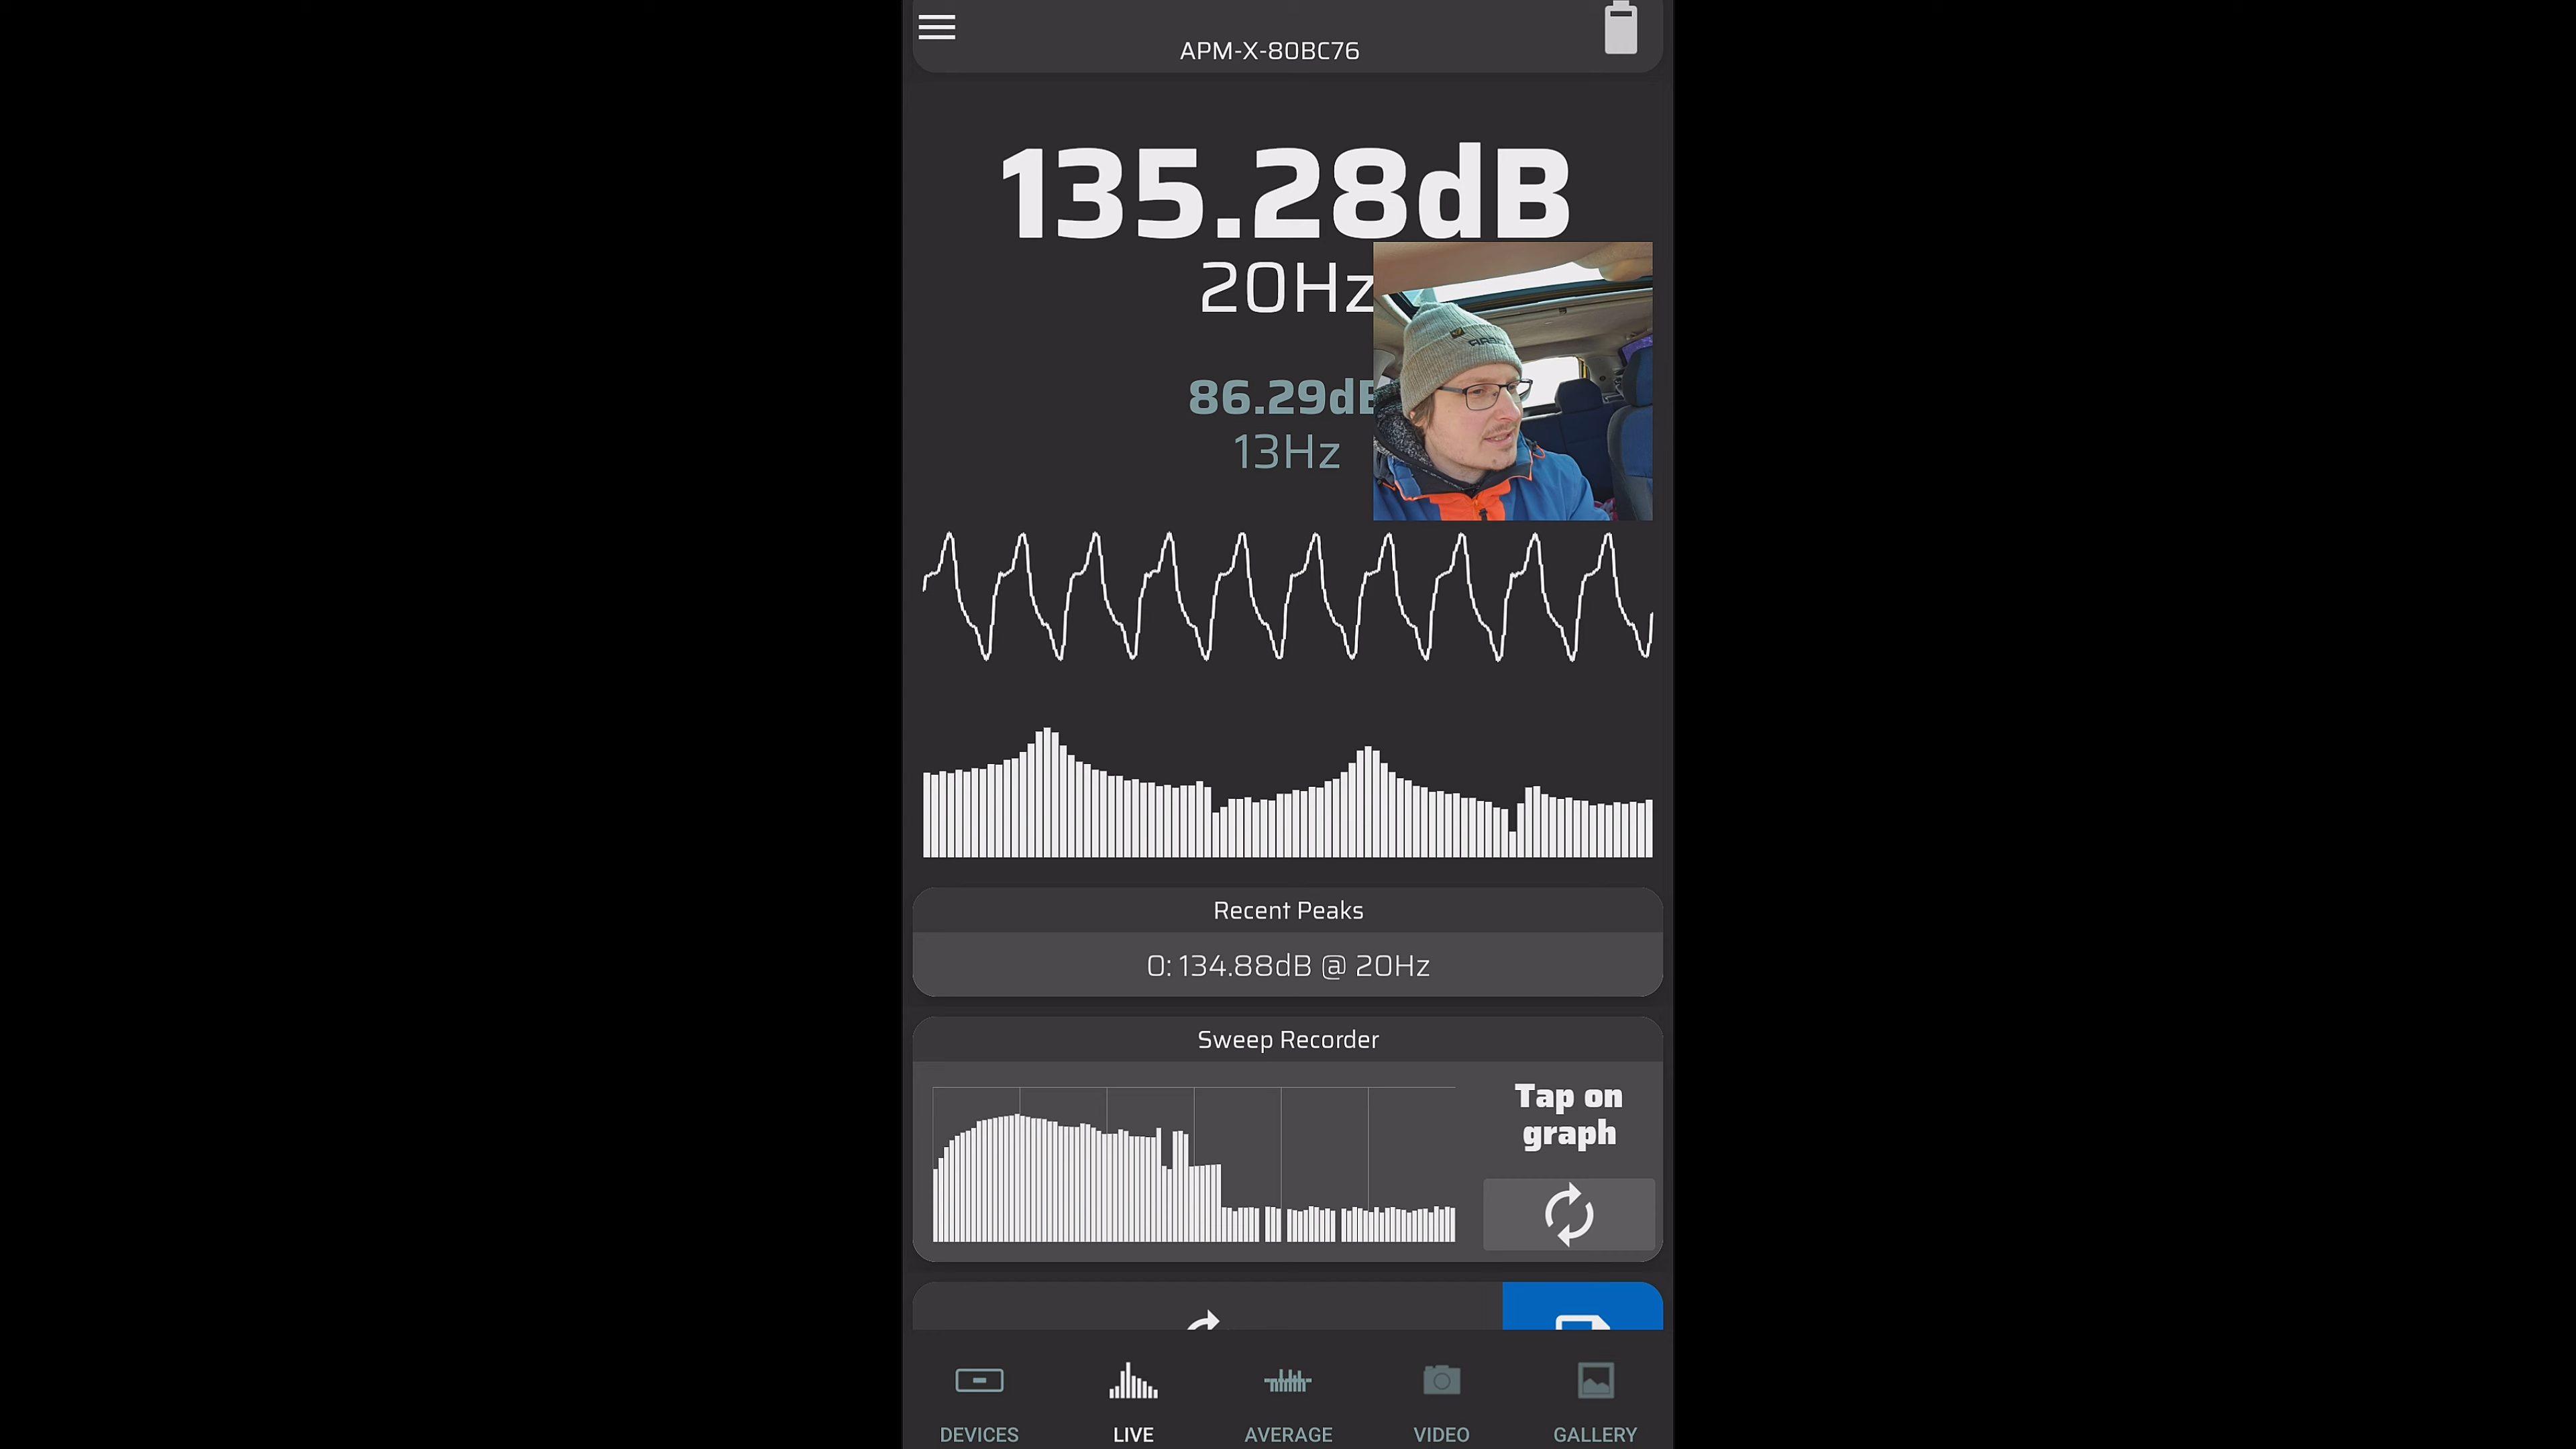 APM-X-80BC76
135.28dB
20Hz
86.29dB
13Hz
Recent Peaks
0: 134.88dB @ 20Hz
Sweep Recorder
Tap on
graph
DEVICES
LIVE
AVERAGE
VIDEO
GALLERY